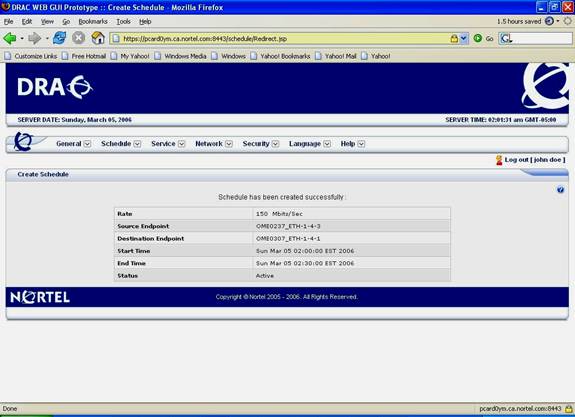 DRAC WEB GUI Prototype :: Create Schedule - Mozilla Firefox
File Edit View Go Bookmarks Tools Help
1.5 hours saved
https://pcard0ym.ca.nortel.com:8443/schedule/Redirect.jsp
Go
G
Customize Links Free Hotmail My Yahoo! Windows Media Windows Yahoo! Bookmarks Yahoo! Mail Yahoo!
DRAC
SERVER DATE: Sunday, March 05, 2006 SERVER TIME: 02:01:31 am GMT-05:00
General Schedule Service Network Security Language Help
Log out [ john doe ]
Create Schedule
?
Schedule has been created successfully :
Rate 150 Mbits/Sec
Source Endpoint OME0237_ETH-1-4-3
Destination Endpoint OME0307_ETH-1-4-1
Start Time Sun Mar 05 02:00:00 EST 2006
End Time Sun Mar 05 02:30:00 EST 2006
Status Active
NORTEL Copyright © Nortel 2005 - 2006. All Rights Reserved.
Done pcard0ym.ca.nortel.com:8443